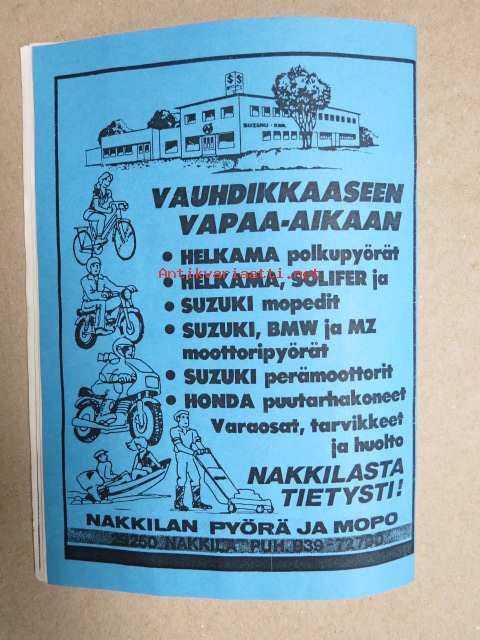 SUZUKI
VAUHDIKKAASEEN
VAPAA-AIKAAN
• HELKAMA polkupyörät
Antikvariaatti.net
• HELKAMA, SOLIFER ja
• SUZUKI mopedit
• SUZUKI, BMW ja MZ
moottoripyörät
• SUZUKI perämoottorit
• HONDA puutarhakoneet
Varaosat, tarvikkeet
ja huolto
NAKKILASTA
TIETYSTI!
NAKKILAN PYÖRÄ JA MOPO
29250 NAKKILA PUH 939-72790